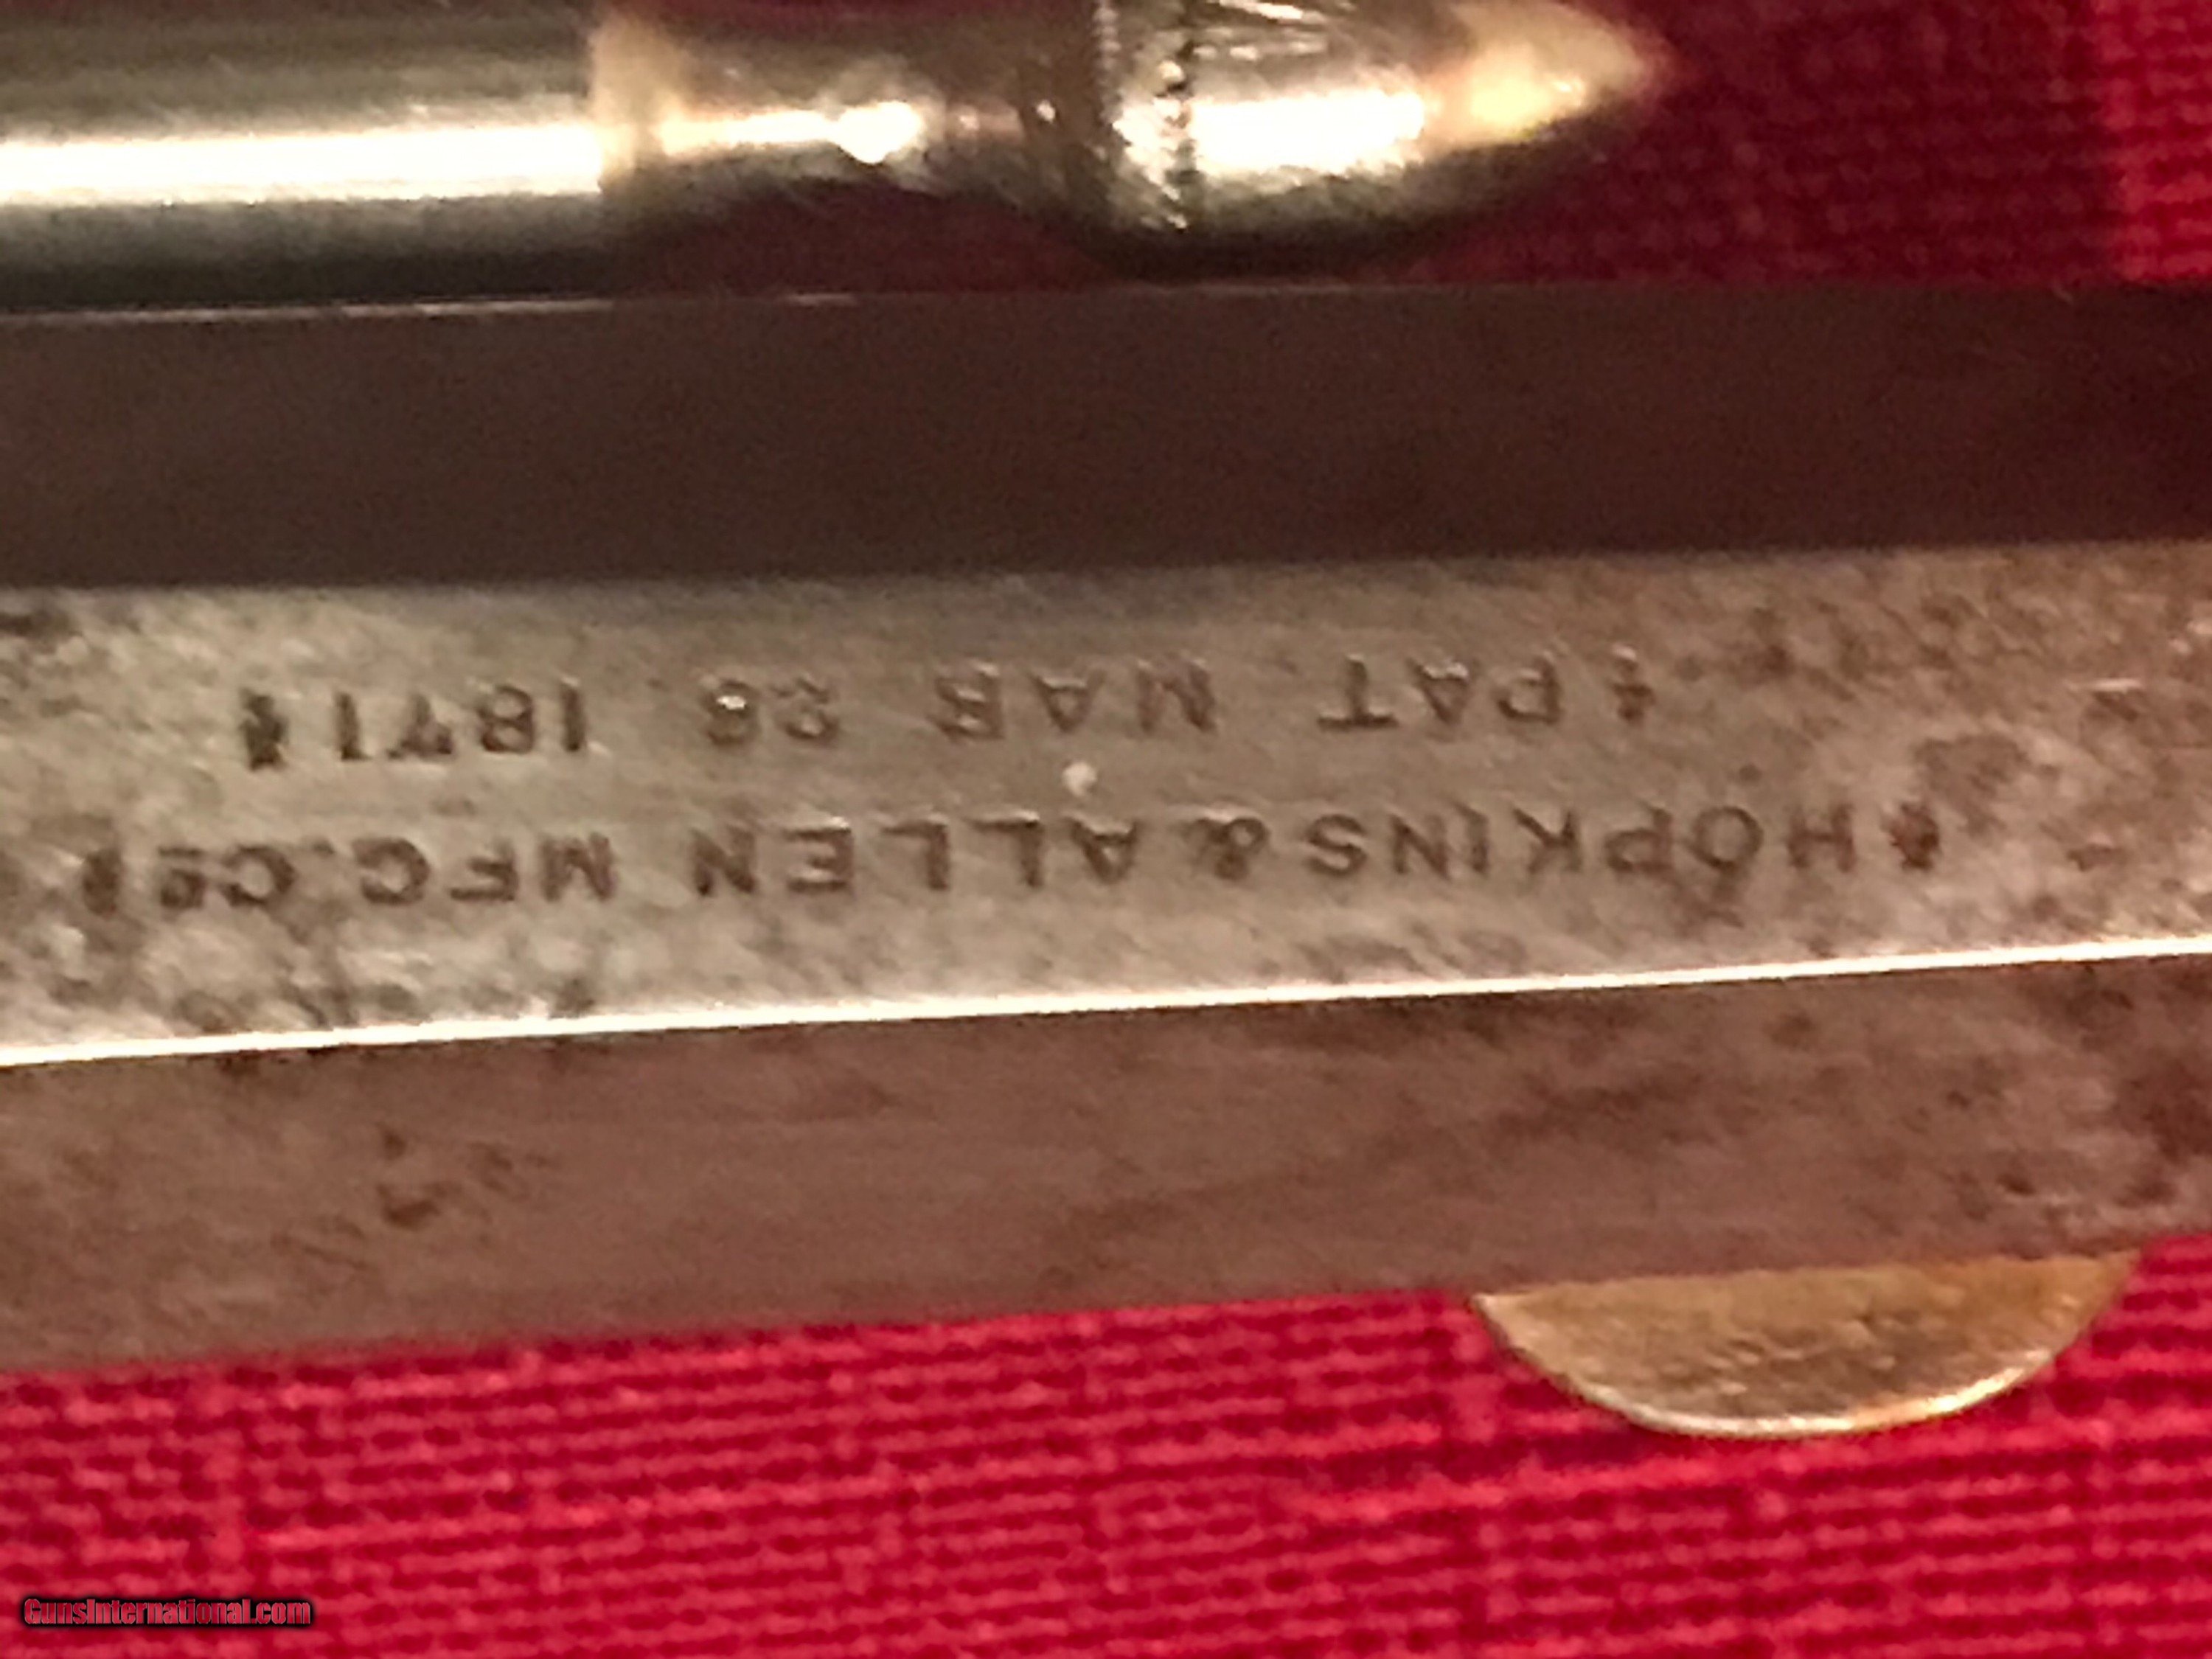 HOPKINS & ALLEN MFG. Co
PAT. MAR 28 1871
GunsInternational.com